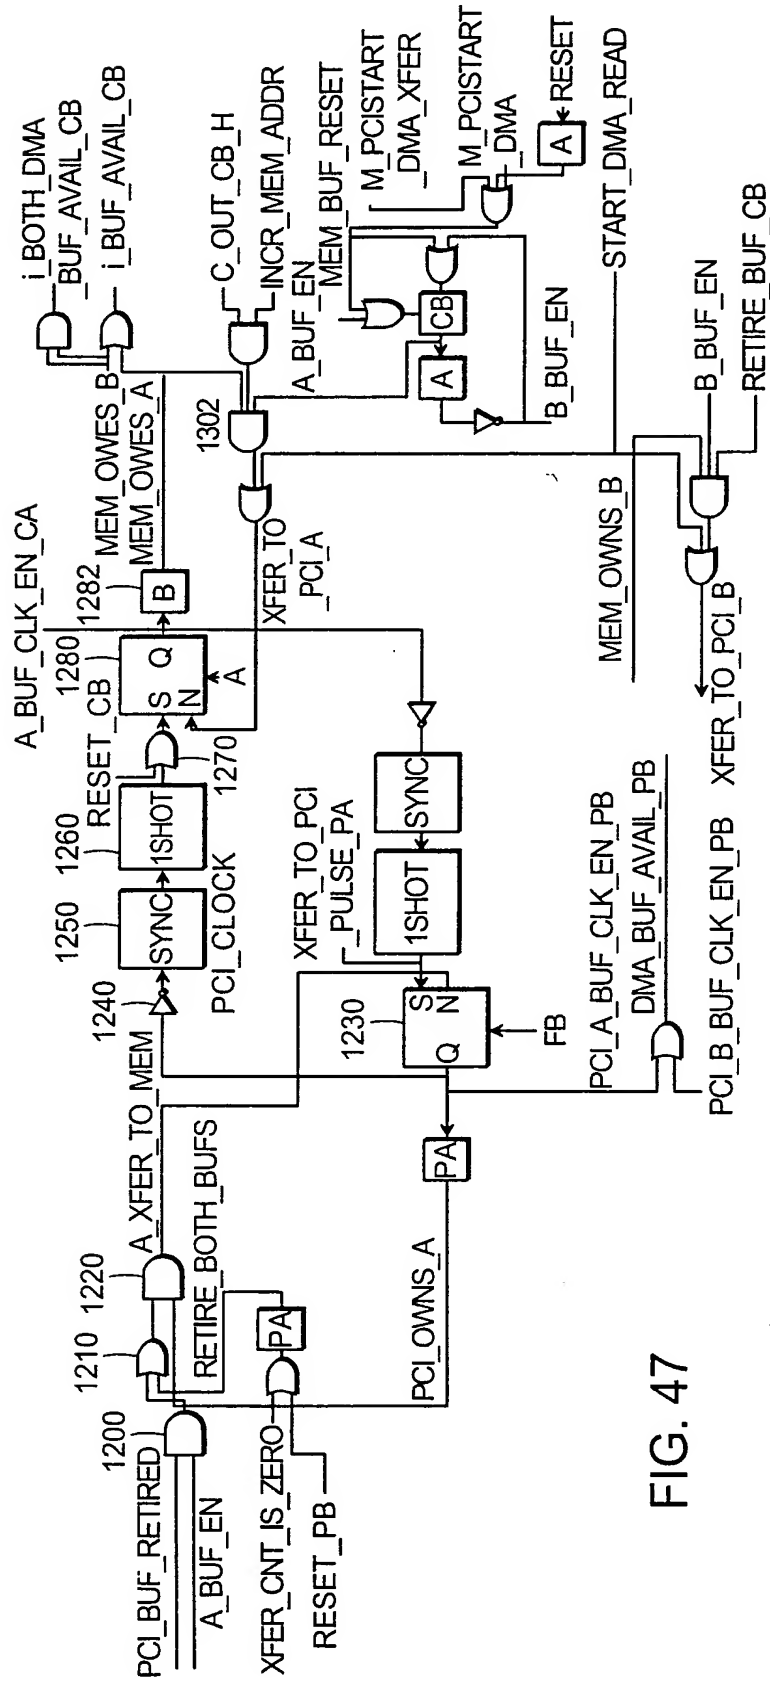 PCI_BUF_RETIRED
A_BUF_EN
1200
1210
1220
A_XFER_TO_MEM
RETIRE_BOTH_BUFS
PA
XFER_CNT_IS_ZERO
RESET_PB
PCI_OWNS_A
PA
1240
1250
SYNC
PCI_CLOCK
1260
1SHOT
RESET_CB
1270
1280
S
Q
N
A
1282
B
A_BUF_CLK_EN_CA
MEM_OWES_B
MEM_OWES_A
i_BOTH_DMA
_BUF_AVAIL_CB
i_BUF_AVAIL_CB
C_OUT_CB_H
INCR_MEM_ADDR
1302
XFER_TO
_PCI_A
A_BUF_EN
MEM_BUF_RESET
M_PCISTART
_DMA_XFER
M_PCISTART
_DMA
RESET
A
CB
A
B_BUF_EN
START_DMA_READ
XFER_TO_PCI
_PULSE_PA
1230
Q
S
N
FB
1SHOT
SYNC
MEM_OWNS_B
B_BUF_EN
RETIRE_BUF_CB
XFER_TO_PCI_B
PCI_A_BUF_CLK_EN_PB
DMA_BUF_AVAIL_PB
PCI_B_BUF_CLK_EN_PB
FIG. 47